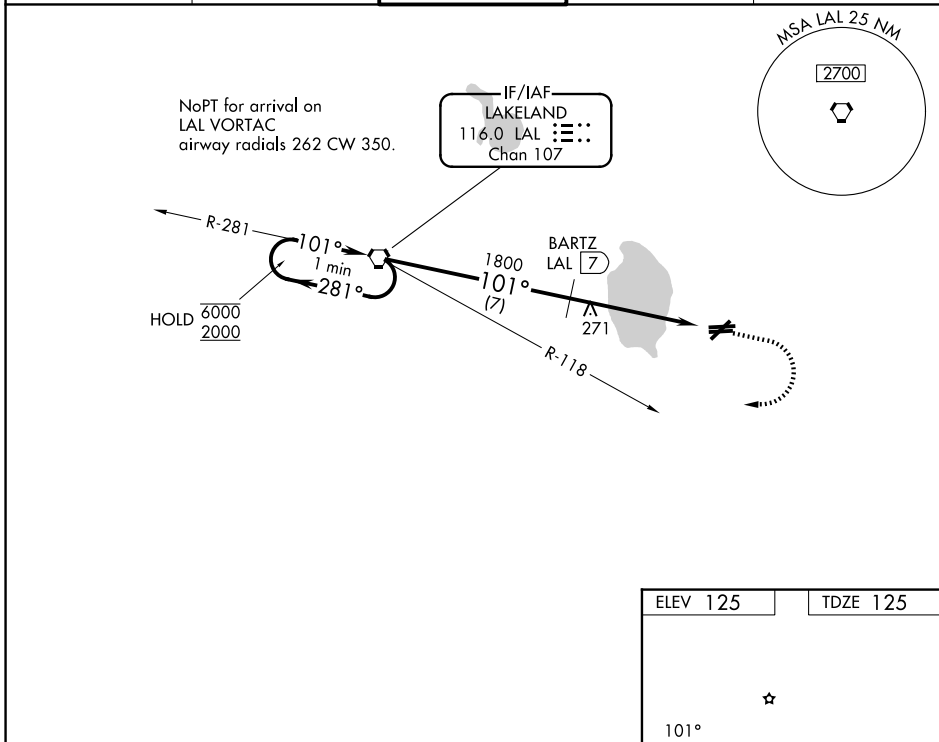 MSA LAL 25 NM
2700
NoPT for arrival on
LAL VORTAC
airway radials 262 CW 350.
IF/IAF
LAKELAND
116.0 LAL
Chan 107
R-281
101°
1 min
281°
HOLD 6000
2000
1800
101°
(7)
BARTZ
LAL 7
271
R-118
ELEV 125
TDZE 125
101°